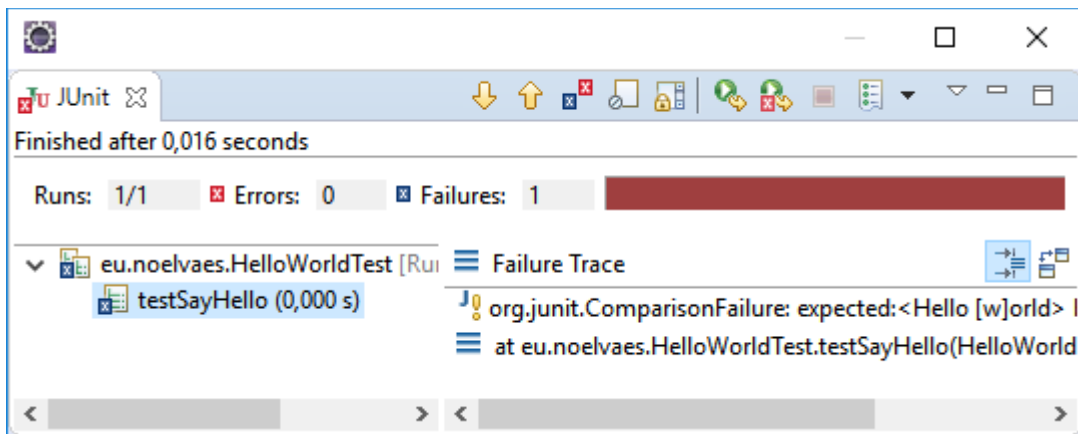 JUnit
Finished after 0,016 seconds
Runs: 1/1 Errors: 0 Failures: 1
eu.noelvaes.HelloWorldTest [Rui
testSayHello (0,000 s)
Failure Trace
org.junit.ComparisonFailure: expected:<Hello [w]orld>
at eu.noelvaes.HelloWorldTest.testSayHello(HelloWorld